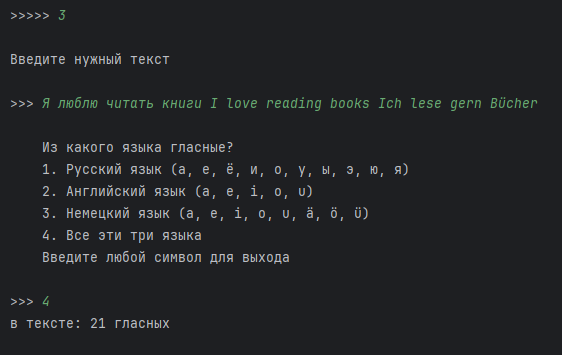 >>>>> 3
Введите нужный текст
>>> Я люблю читать книги I love reading books Ich lese gern Bücher
Из какого языка гласные?
1. Русский язык (а, е, ё, и, о, у, ы, э, ю, я)
2. Английский язык (a, e, i, o, u)
3. Немецкий язык (a, e, i, o, u, ä, ö, ü)
4. Все эти три языка
Введите любой символ для выхода
>>> 4
в тексте: 21 гласных